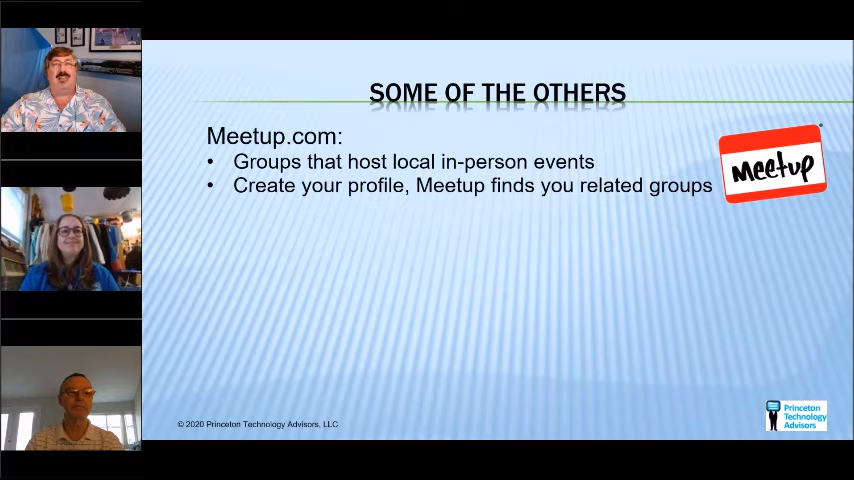 SOME OF THE OTHERS
Meetup.com:
• Groups that host local in-person events
• Create your profile, Meetup finds you related groups
Meetup
© 2020 Princeton Technology Advisors, LLC
Princeton
Technology
Advisors